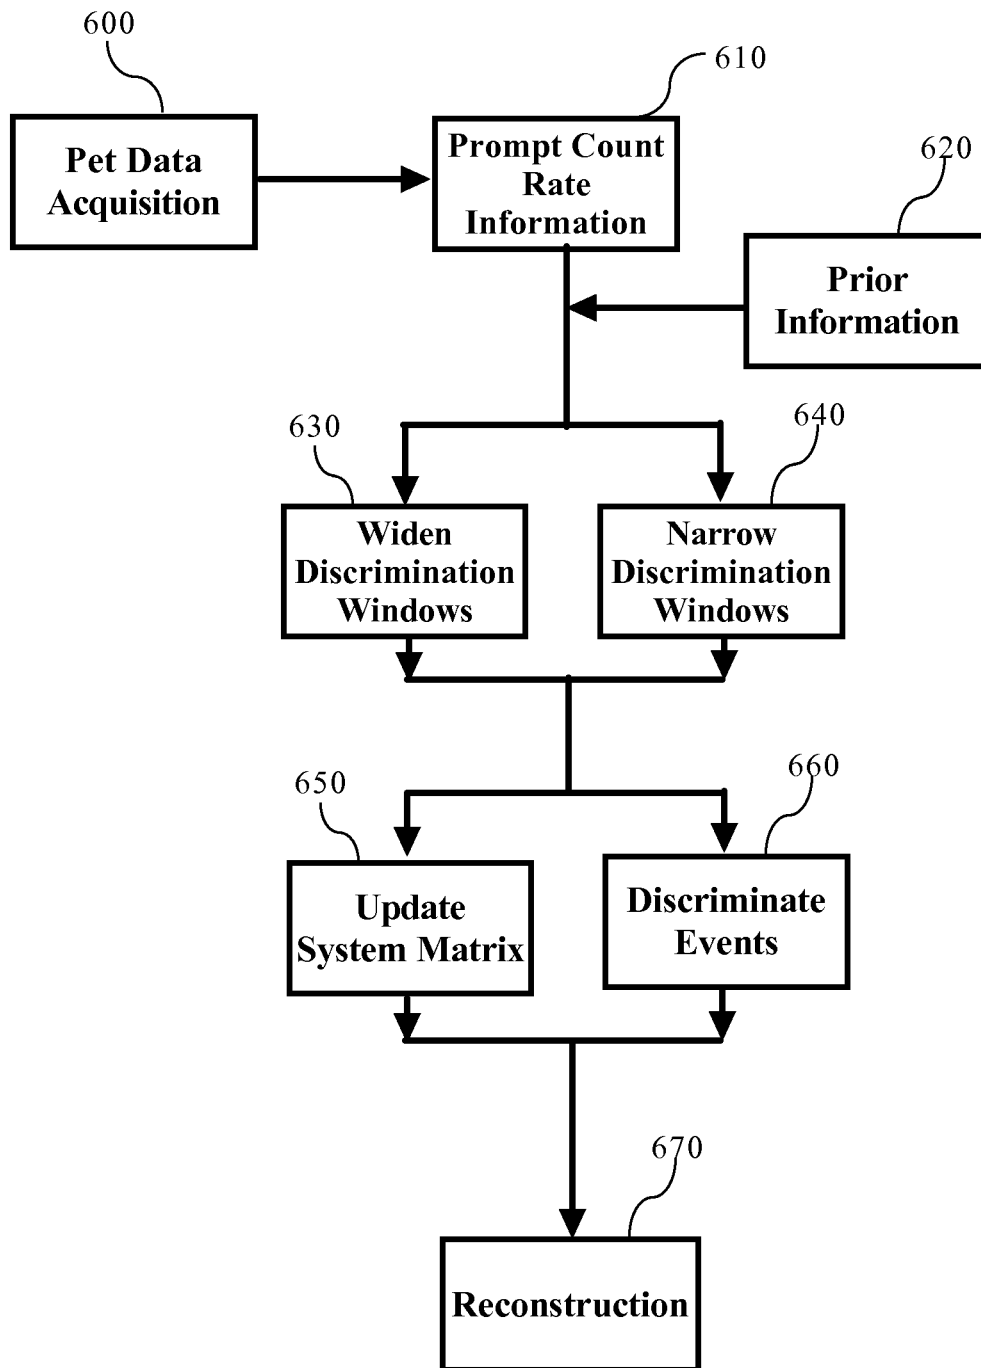 600
610
Pet Data
Acquisition
Prompt Count
Rate
Information
620
Prior
Information
630
640
Widen
Discrimination
Windows
Narrow
Discrimination
Windows
650
660
Update
System Matrix
Discriminate
Events
670
Reconstruction